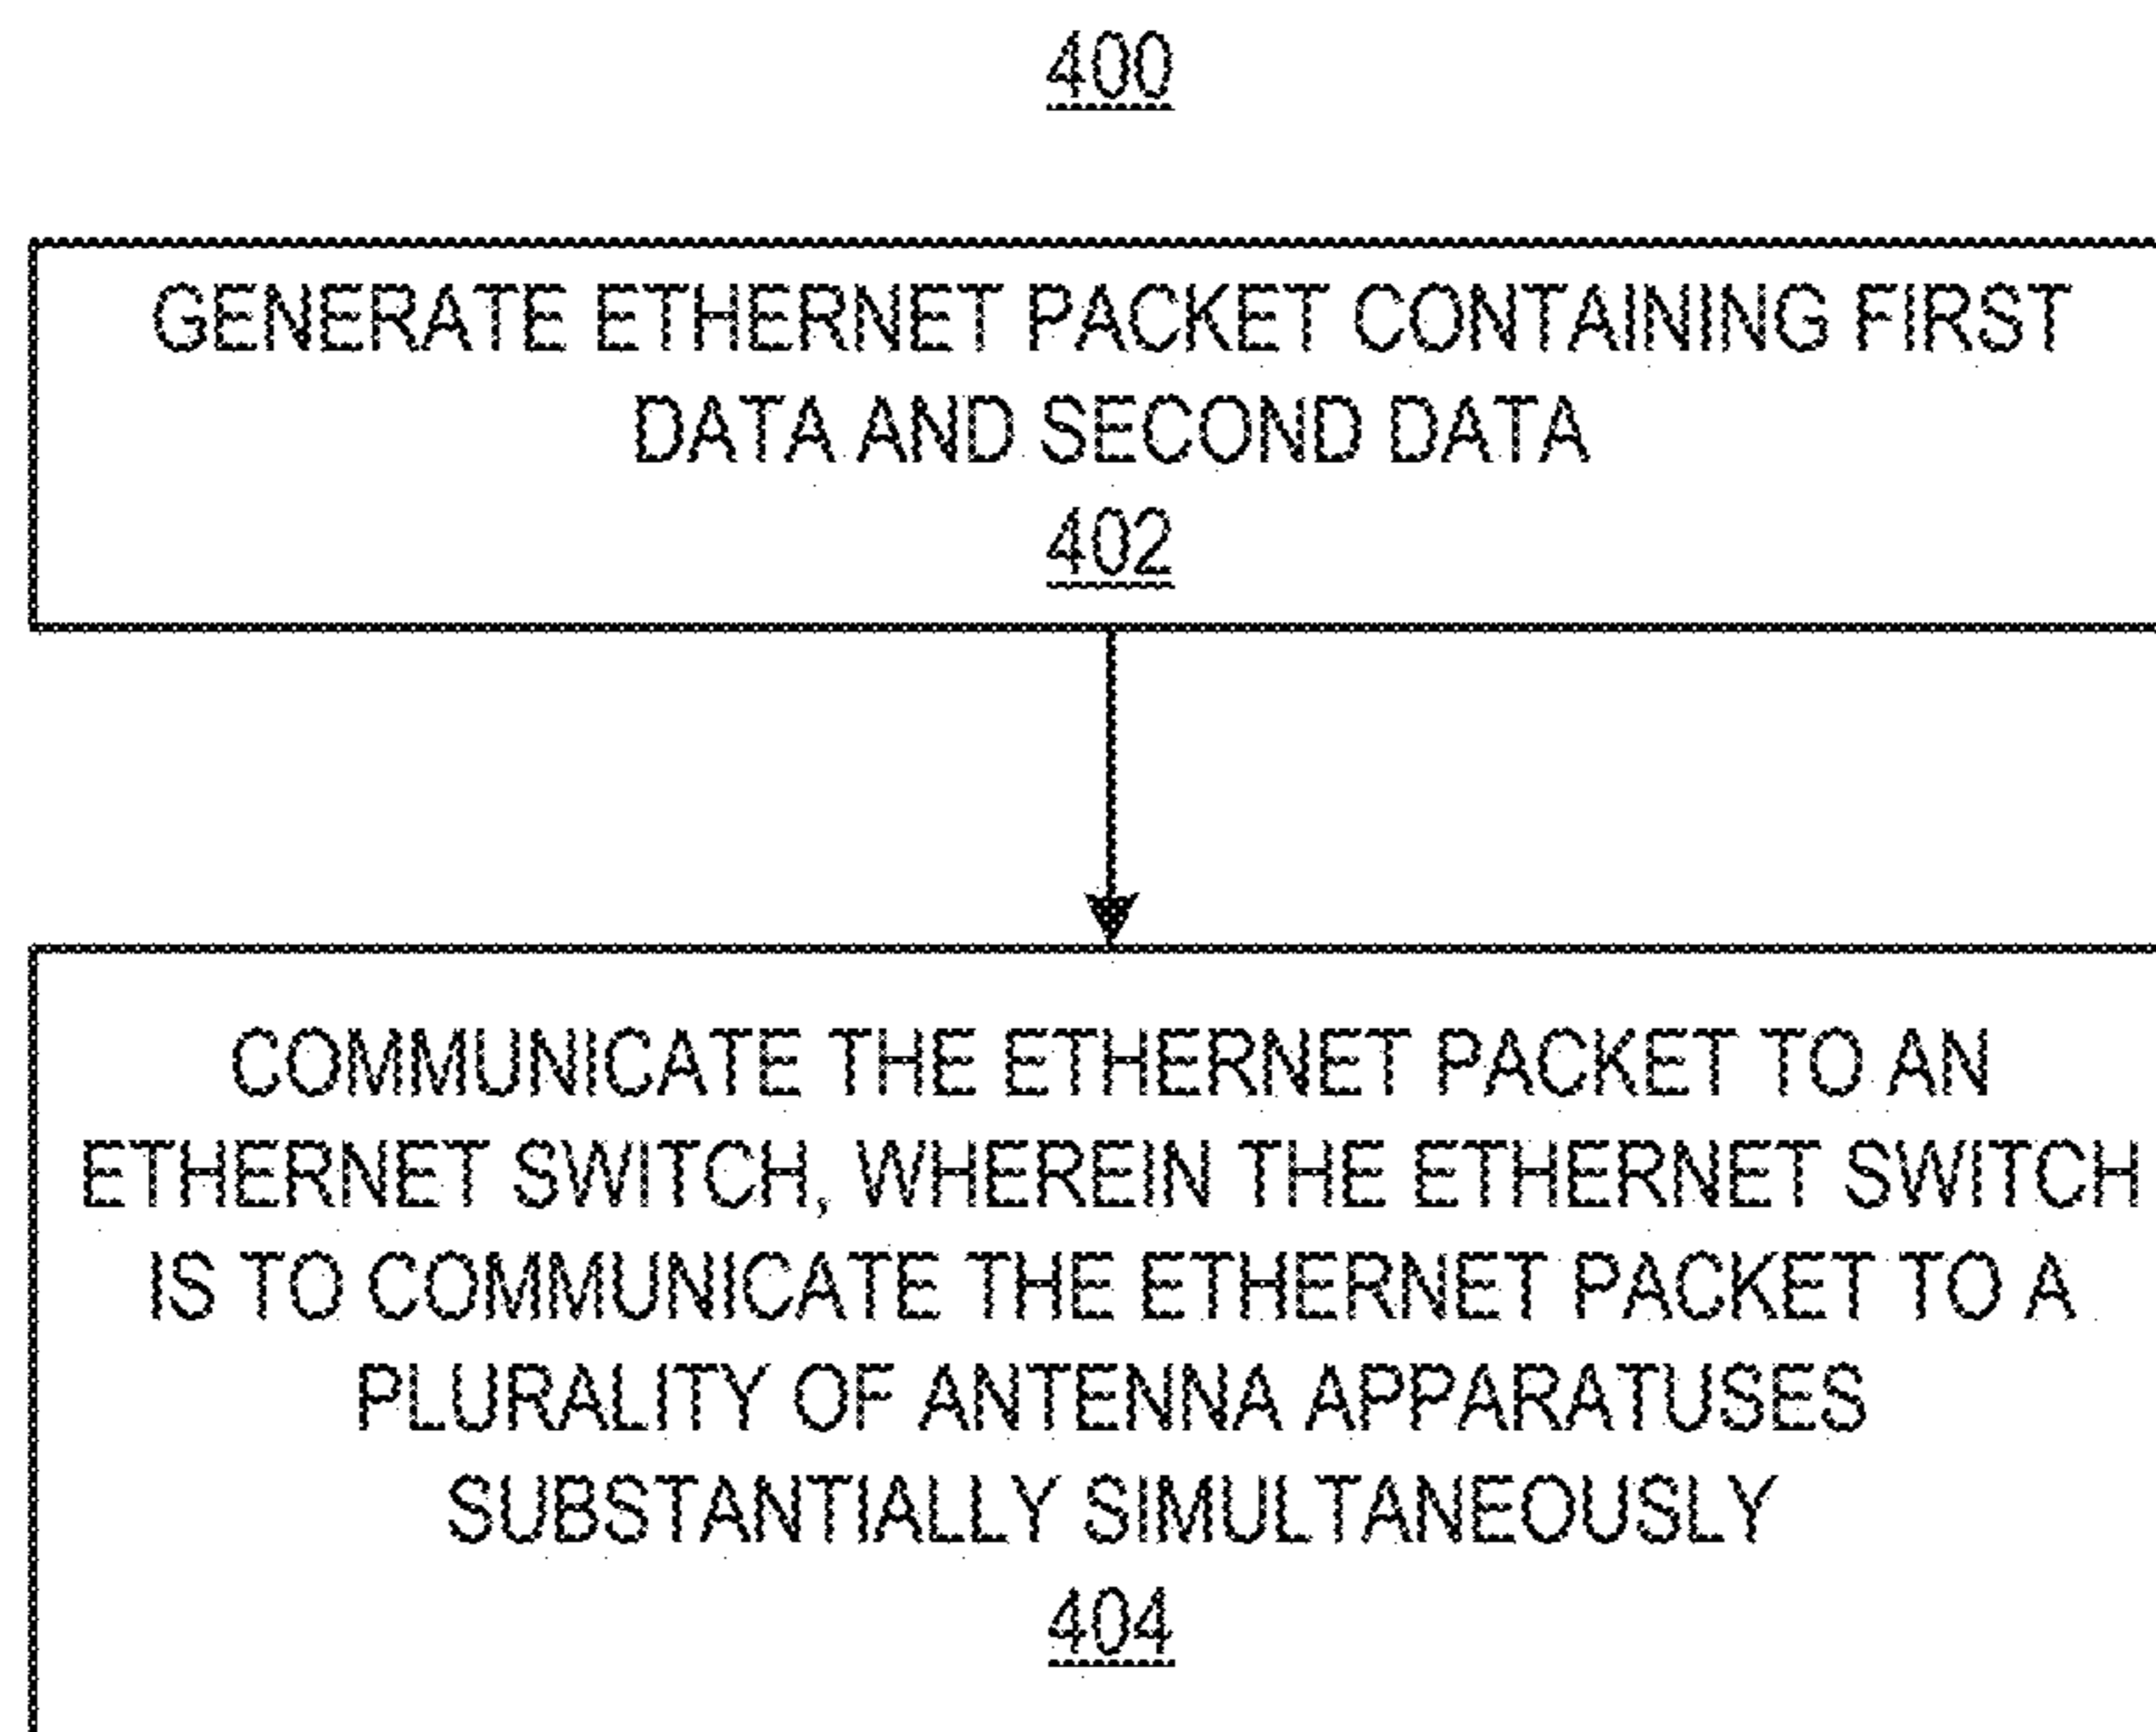 400
GENERATE ETHERNET PACKET CONTAINING FIRST
DATA AND SECOND DATA
402
COMMUNICATE THE ETHERNET PACKET TO AN
ETHERNET SWITCH, WHEREIN THE ETHERNET SWITCH
IS TO COMMUNICATE THE ETHERNET PACKET TO A
PLURALITY OF ANTENNA APPARATUSES
SUBSTANTIALLY SIMULTANEOUSLY
404